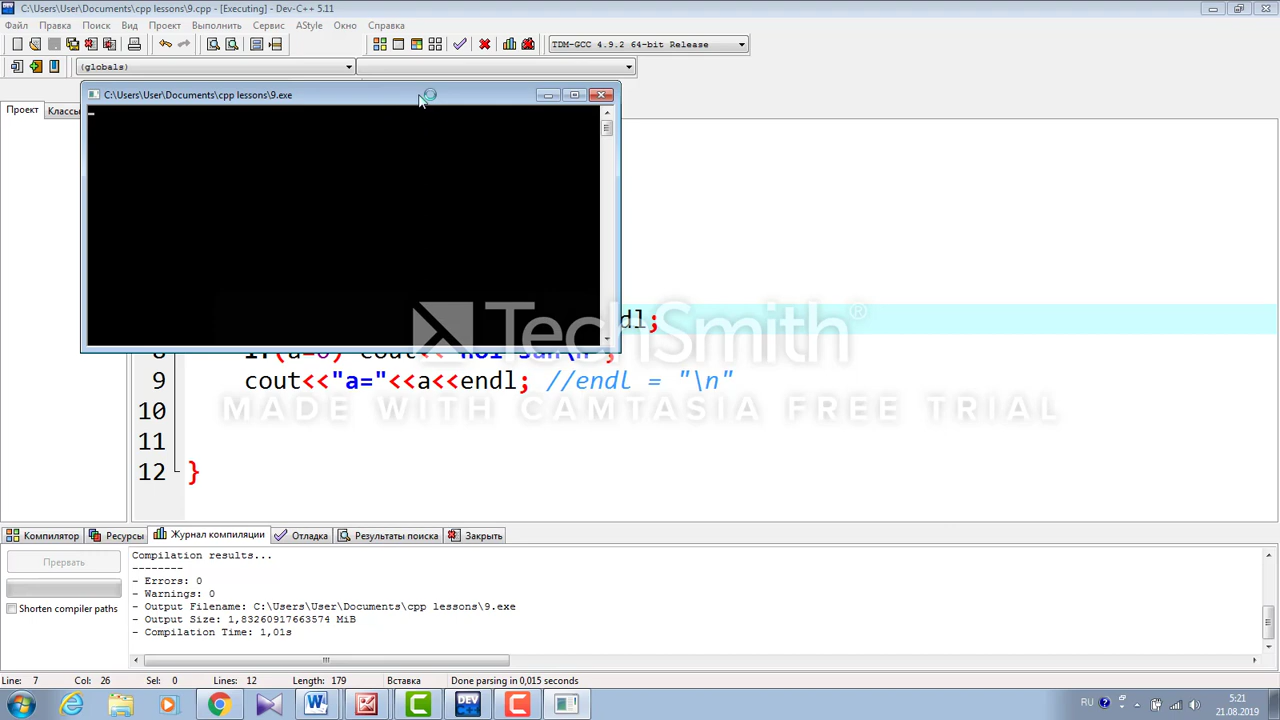 C:\Users\User\Documents\cpp lessons\9.cpp - [Executing] - Dev-C++ 5.11
Файл Правка Поиск Вид Проект Выполнить Сервис AStyle Окно Справка
TDM-GCC 4.9.2 64-bit Release
(globals)
C:\Users\User\Documents\cpp lessons\9.exe
Проект Классы
dl;
TechSmith®
9 cout<<"a="<<a<<endl; //endl = "\n"
MADE WITH CAMTASIA FREE TRIAL
10
11
12 }
Компилятор Ресурсы Журнал компиляции Отладка Результаты поиска Закрыть
Прервать
Shorten compiler paths
Compilation results...
--------
- Errors: 0
- Warnings: 0
- Output Filename: C:\Users\User\Documents\cpp lessons\9.exe
- Output Size: 1,83260917663574 MiB
- Compilation Time: 1,01s
Line: 7 Col: 26 Sel: 0 Lines: 12 Length: 179 Вставка Done parsing in 0,015 seconds
DEV
RU
5:21
21.08.2019